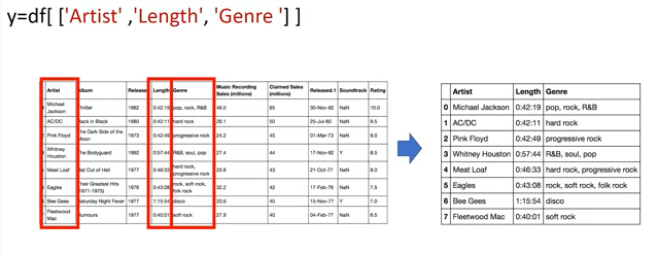 y=df[ ['Artist' ,'Length', 'Genre '] ]
Artist Album Released Length Genre Music Recording Sales (millions) Claimed Sales (millions) Released.1 Soundtrack Rating
Michael Jackson Thriller 1982 0:42:19 pop, rock, R&B 46.0 65 30-Nov-82 NaN 10.0
AC/DC Back in Black 1980 0:42:11 hard rock 26.1 50 25-Jul-80 NaN 9.5
Pink Floyd The Dark Side of the Moon 1973 0:42:49 progressive rock 24.2 45 01-Mar-73 NaN 9.0
Whitney Houston The Bodyguard 1992 0:57:44 R&B, soul, pop 27.4 44 17-Nov-92 Y 8.5
Meat Loaf Bat Out of Hell 1977 0:46:33 hard rock, progressive rock 20.6 43 21-Oct-77 NaN 8.0
Eagles Their Greatest Hits (1971-1975) 1976 0:43:08 rock, soft rock, folk rock 32.2 42 17-Feb-76 NaN 7.5
Bee Gees Saturday Night Fever 1977 1:15:54 disco 20.6 40 15-Nov-77 Y 7.0
Fleetwood Mac Rumours 1977 0:40:01 soft rock 27.9 40 04-Feb-77 NaN 6.5
Artist Length Genre
0 Michael Jackson 0:42:19 pop, rock, R&B
1 AC/DC 0:42:11 hard rock
2 Pink Floyd 0:42:49 progressive rock
3 Whitney Houston 0:57:44 R&B, soul, pop
4 Meat Loaf 0:46:33 hard rock, progressive rock
5 Eagles 0:43:08 rock, soft rock, folk rock
6 Bee Gees 1:15:54 disco
7 Fleetwood Mac 0:40:01 soft rock